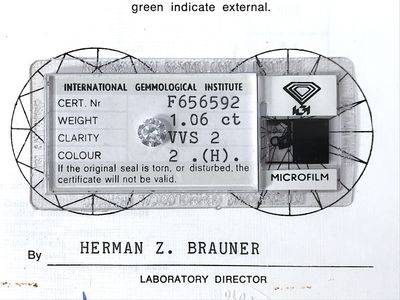 green indicate external.
INTERNATIONAL GEMMOLOGICAL INSTITUTE
CERT. Nr F656592
WEIGHT 1.06 ct
CLARITY VVS 2
COLOUR 2 .(H).
If the original seal is torn, or disturbed, the
certificate will not be valid.
MICROFILM
By HERMAN Z. BRAUNER
LABORATORY DIRECTOR